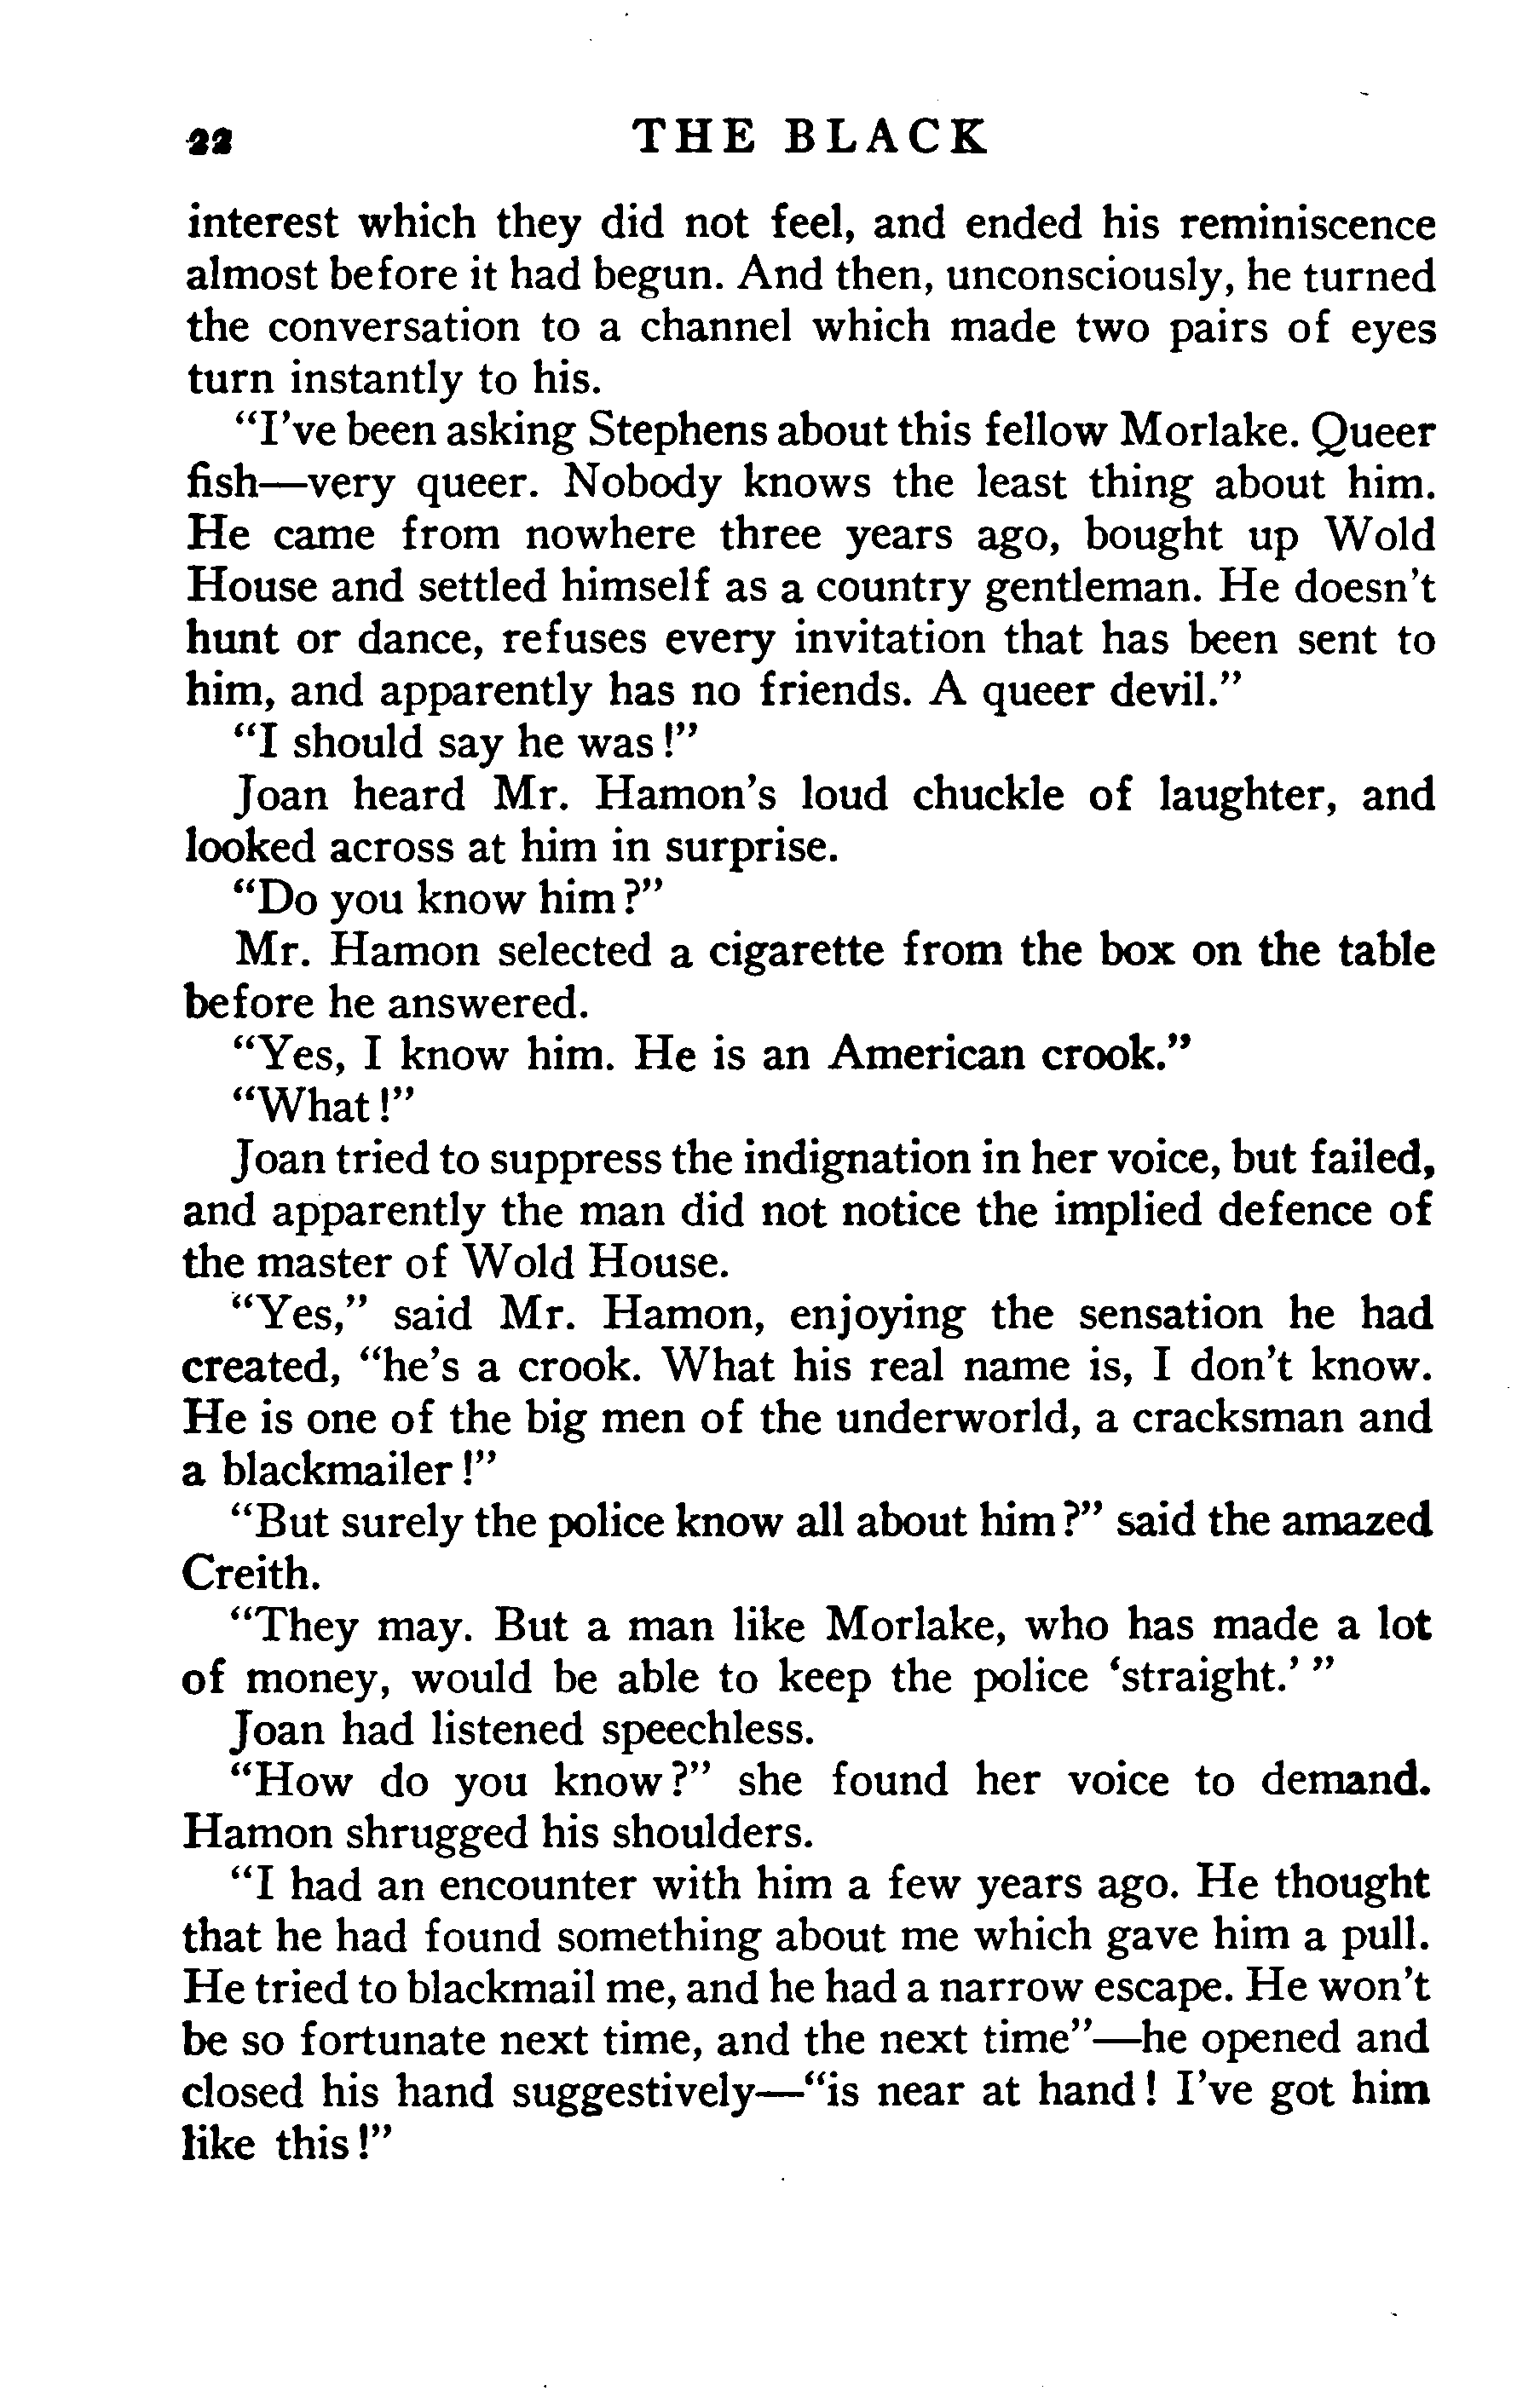 22 THE BLACK
interest which they did not feel, and ended his reminiscence
almost before it had begun. And then, unconsciously, he turned
the conversation to a channel which made two pairs of eyes
turn instantly to his.
“I’ve been asking Stephens about this fellow Morlake. Queer
fish—very queer. Nobody knows the least thing about him.
He came from nowhere three years ago, bought up Wold
House and settled himself as a country gentleman. He doesn’t
hunt or dance, refuses every invitation that has been sent to
him, and apparently has no friends. A queer devil.”
“I should say he was!”
Joan heard Mr. Hamon’s loud chuckle of laughter, and
looked across at him in surprise.
“Do you know him?”
Mr. Hamon selected a cigarette from the box on the table
before he answered.
“Yes, I know him. He is an American crook.”
“What!”
Joan tried to suppress the indignation in her voice, but failed,
and apparently the man did not notice the implied defence of
the master of Wold House.
“Yes,” said Mr. Hamon, enjoying the sensation he had
created, “he’s a crook. What his real name is, I don’t know.
He is one of the big men of the underworld, a cracksman and
a blackmailer!”
“But surely the police know all about him?” said the amazed
Creith.
“They may. But a man like Morlake, who has made a lot
of money, would be able to keep the police ‘straight.’ ”
Joan had listened speechless.
“How do you know?” she found her voice to demand.
Hamon shrugged his shoulders.
“I had an encounter with him a few years ago. He thought
that he had found something about me which gave him a pull.
He tried to blackmail me, and he had a narrow escape. He won’t
be so fortunate next time, and the next time”—he opened and
closed his hand suggestively—“is near at hand! I’ve got him
like this!”